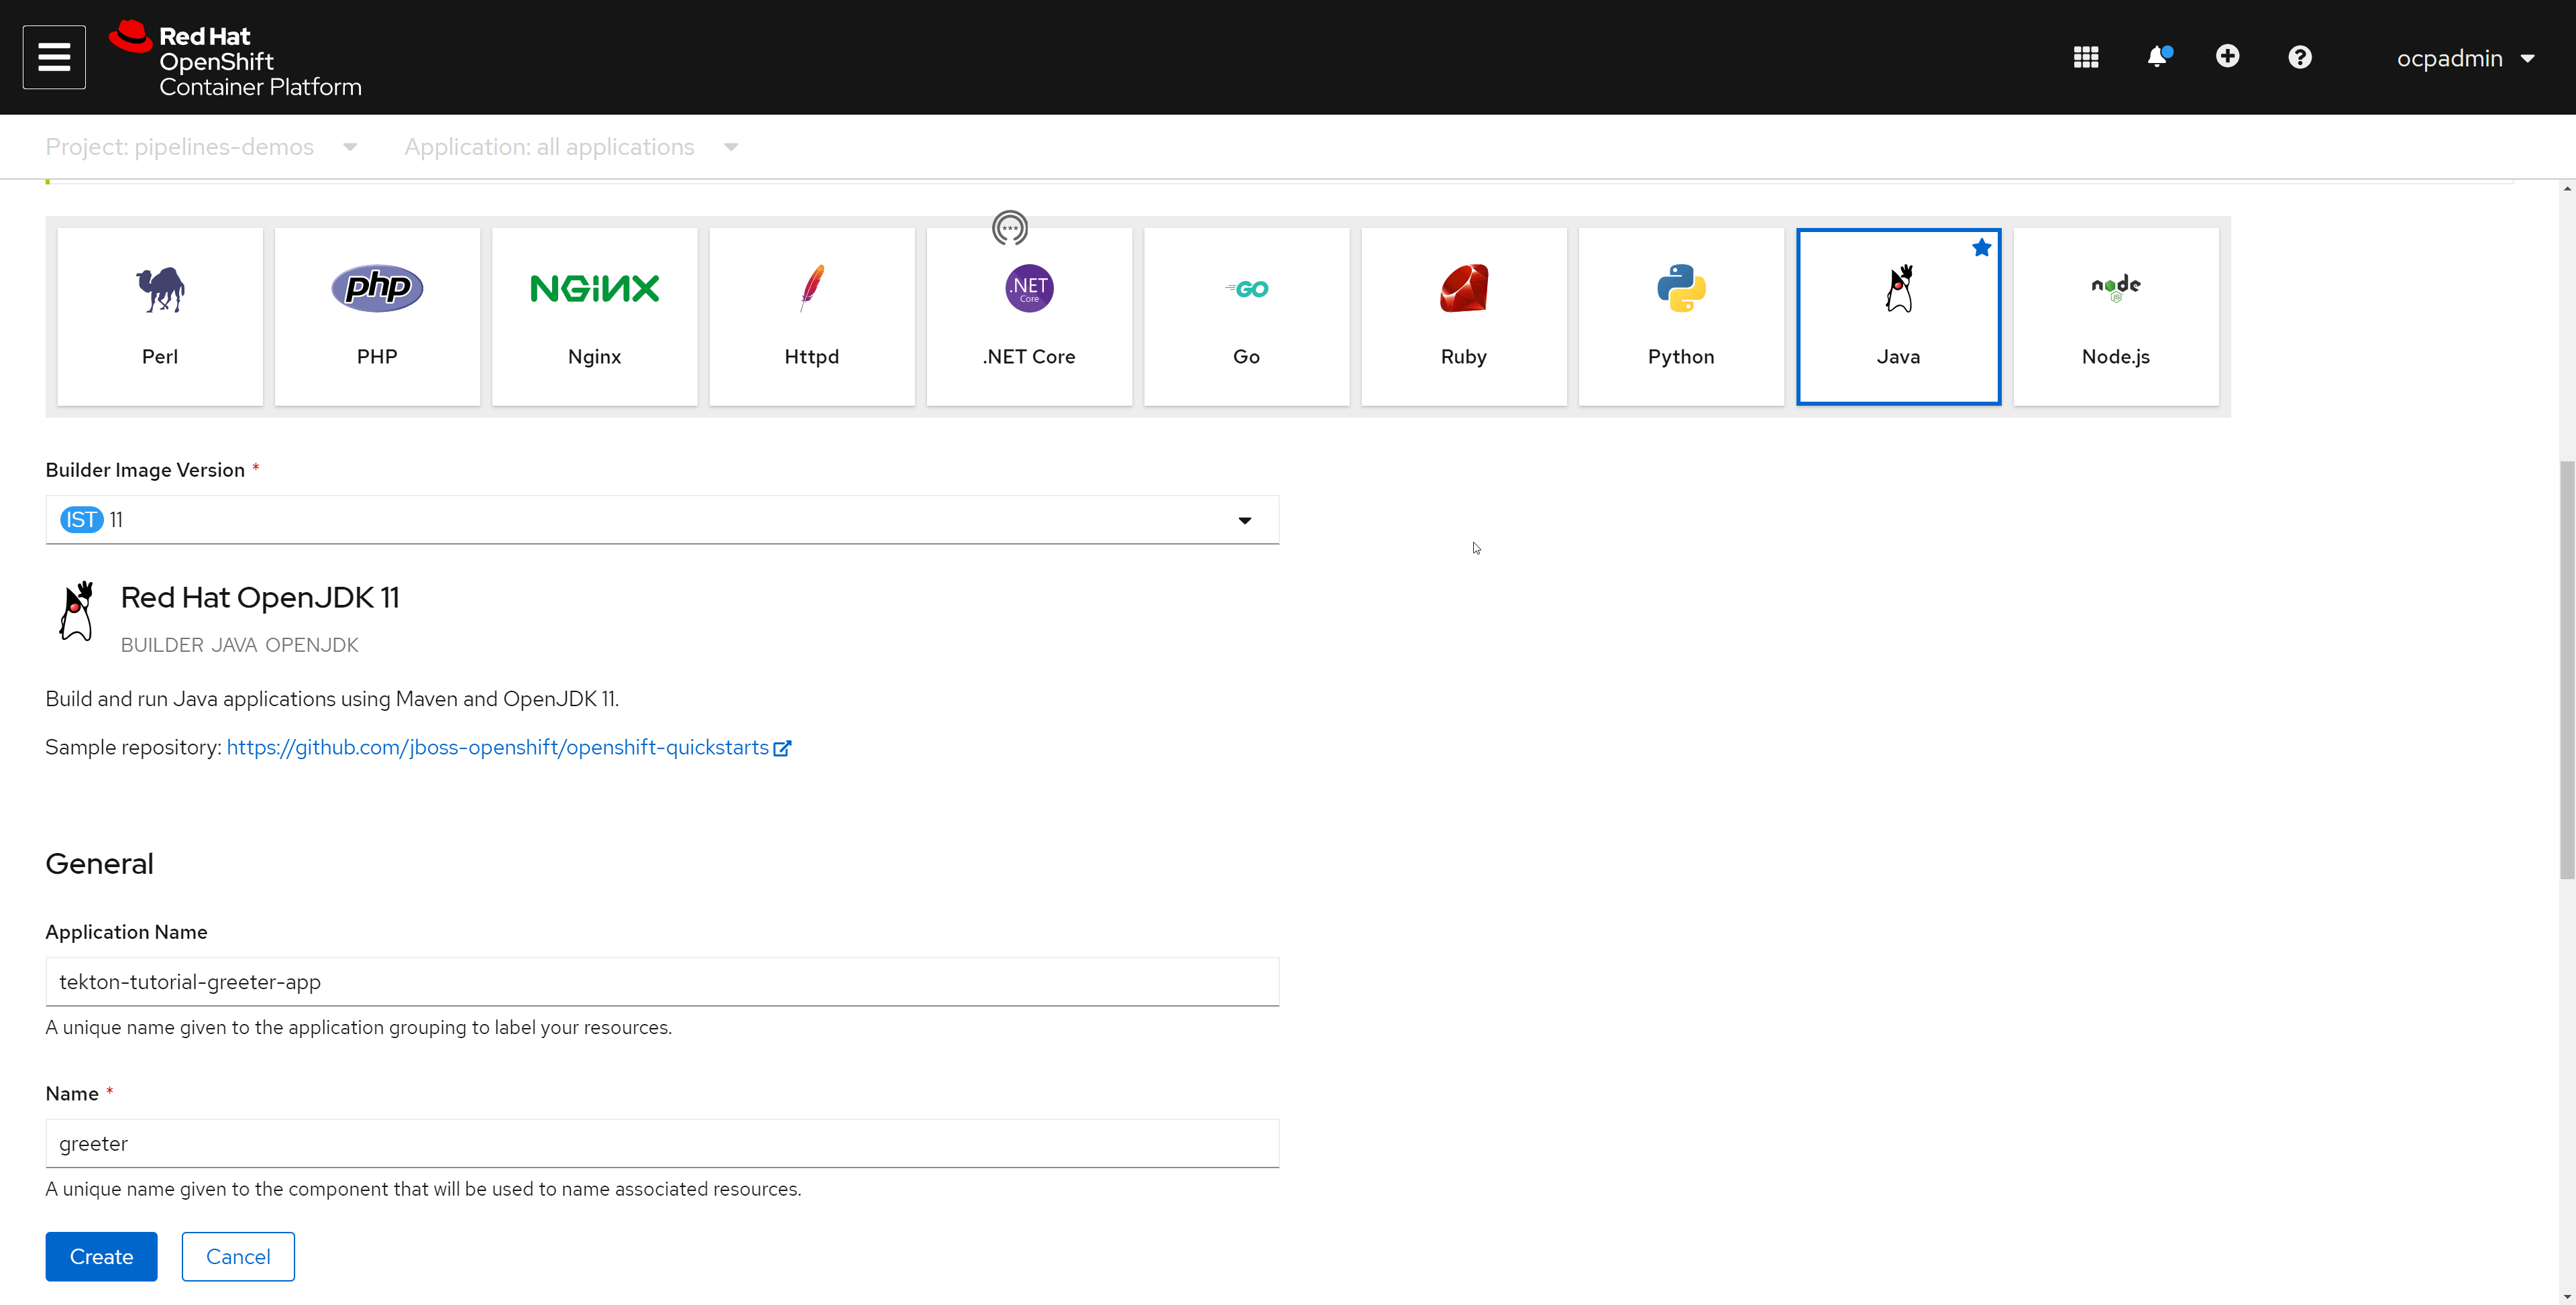 Red Hat
OpenShift
Container Platform
ocpadmin
Project: pipelines-demos Application: all applications
php NGINX .NET Core GO node JS
Perl PHP Nginx Httpd .NET Core Go Ruby Python Java Node.js
Builder Image Version *
IST 11
Red Hat OpenJDK 11
BUILDER JAVA OPENJDK
Build and run Java applications using Maven and OpenJDK 11.
Sample repository: https://github.com/jboss-openshift/openshift-quickstarts
General
Application Name
tekton-tutorial-greeter-app
A unique name given to the application grouping to label your resources.
Name *
greeter
A unique name given to the component that will be used to name associated resources.
Create Cancel